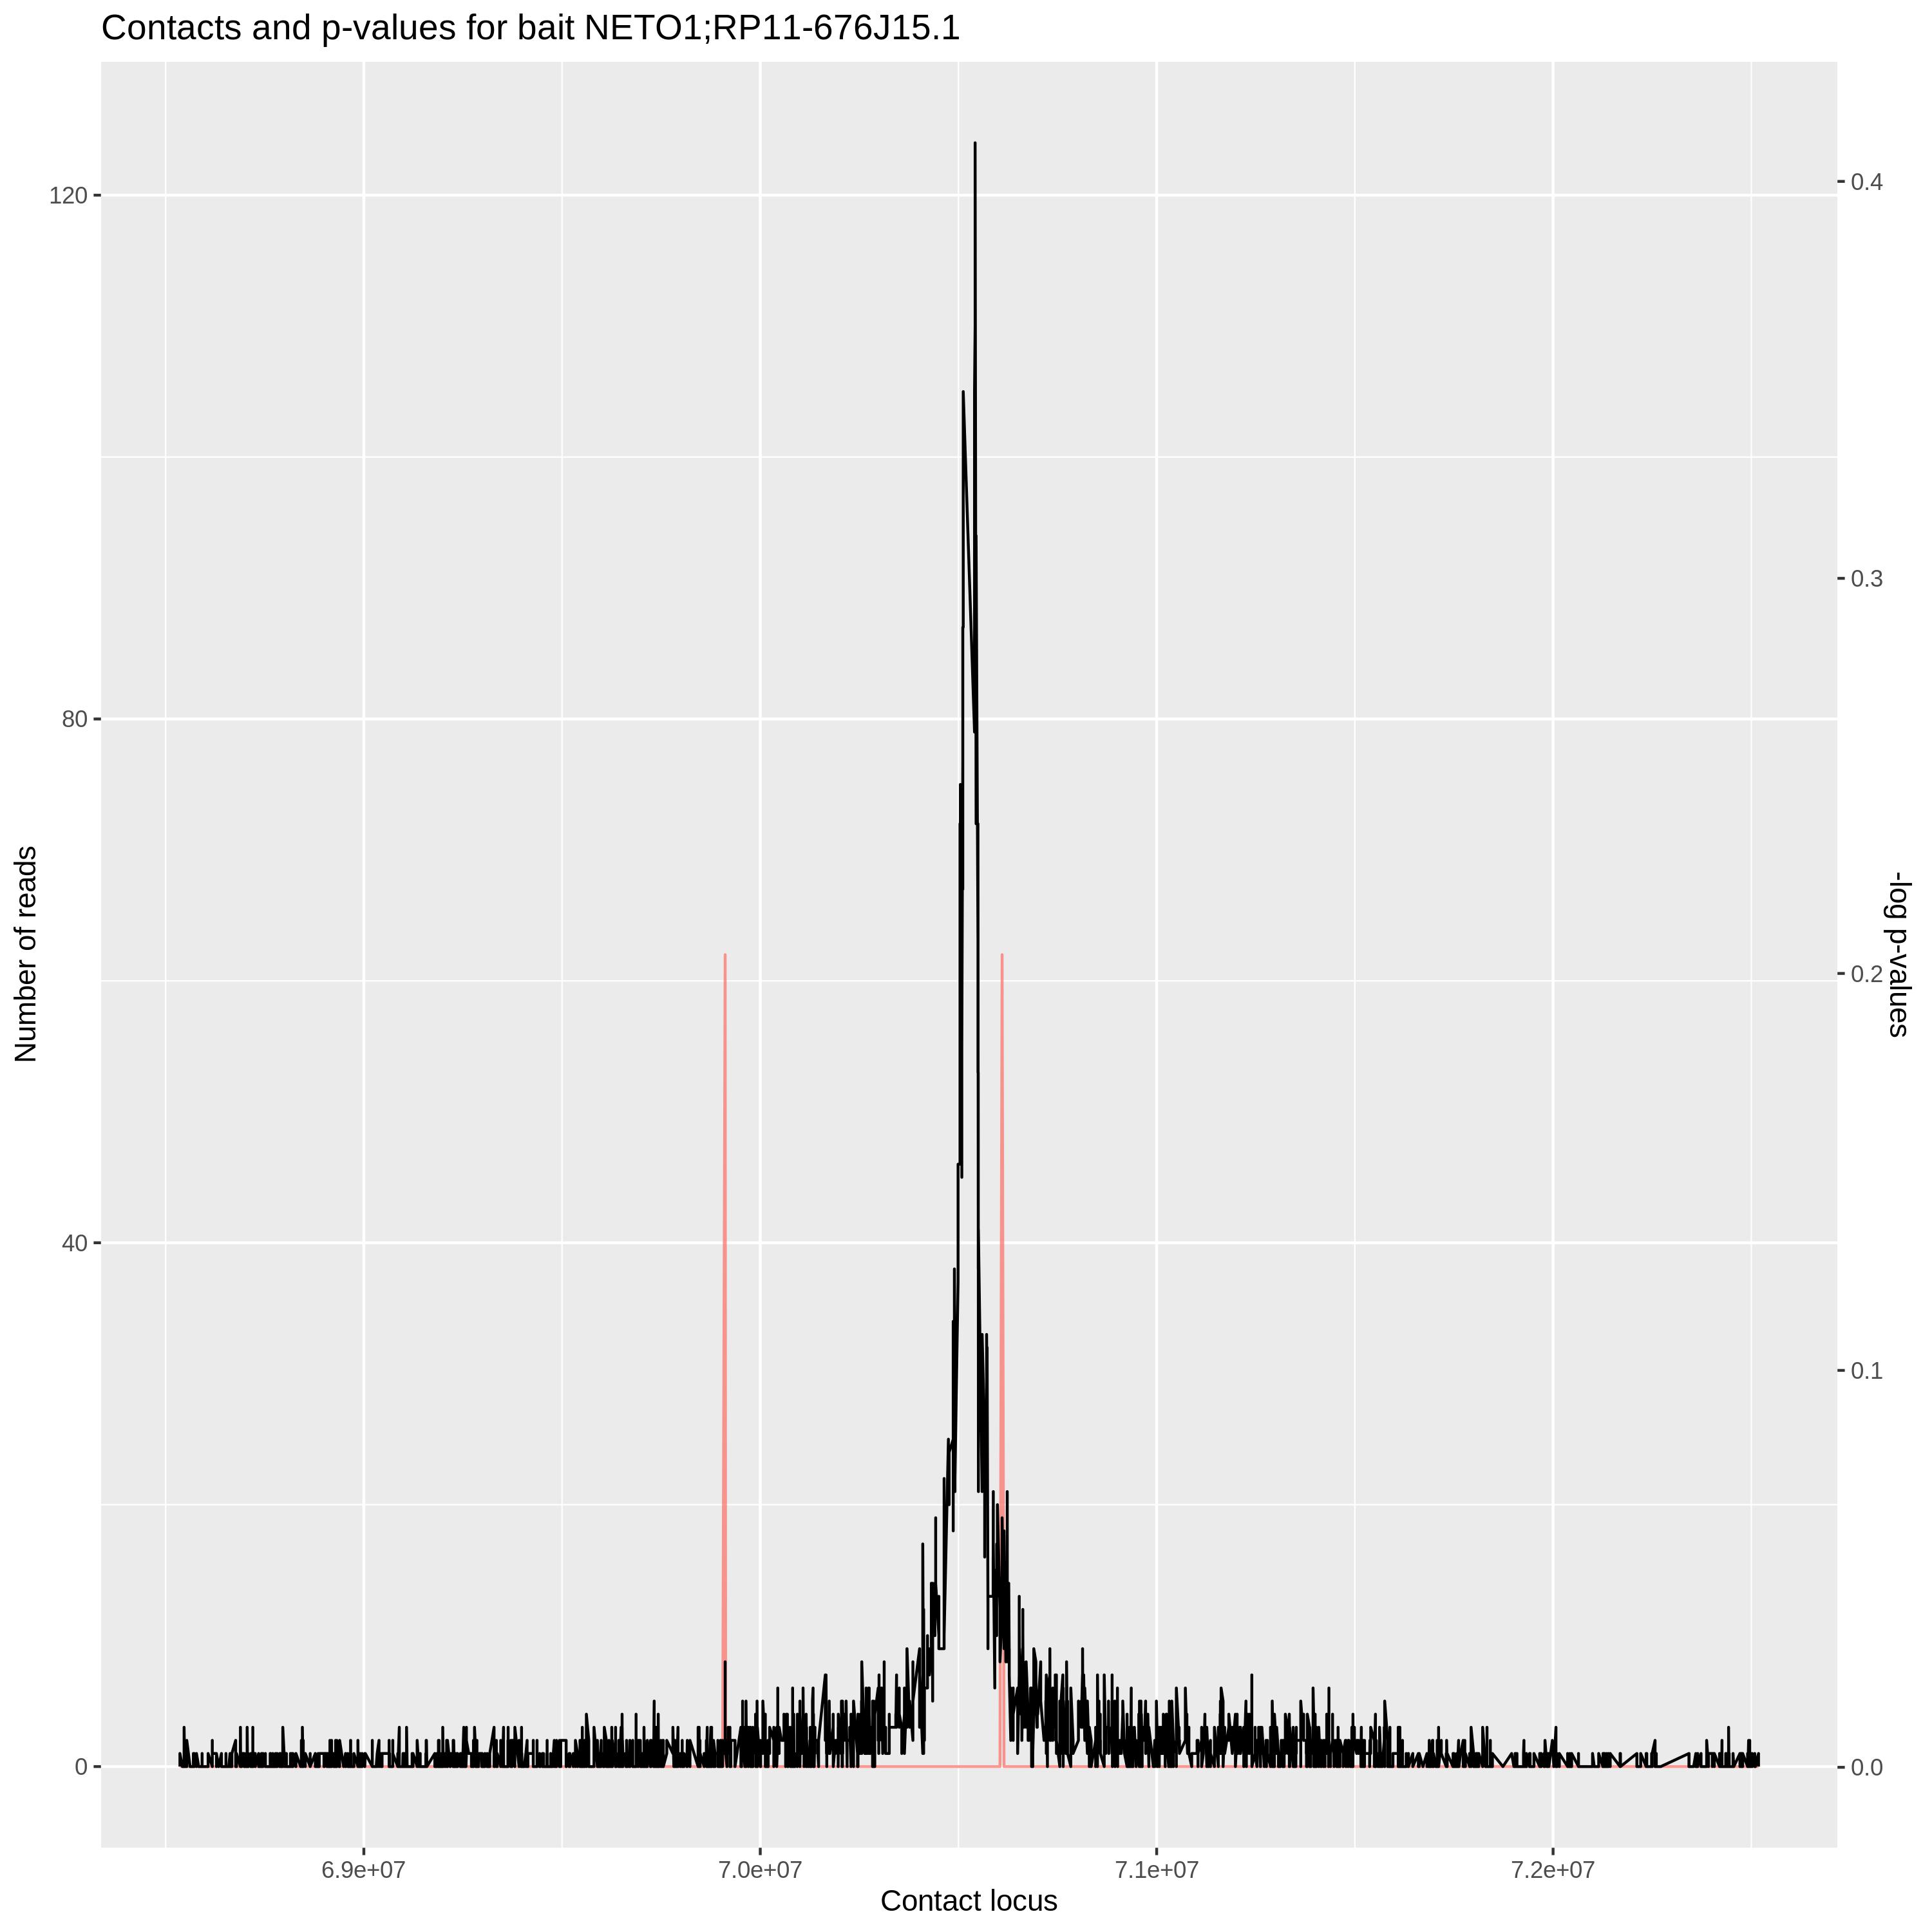 Contacts and p-values for bait NETO1;RP11-676J15.1
120
80
40
0
Number of reads
0.4
0.3
0.2
0.1
0.0
-log p-values
6.9e+07
7.0e+07
7.1e+07
7.2e+07
Contact locus